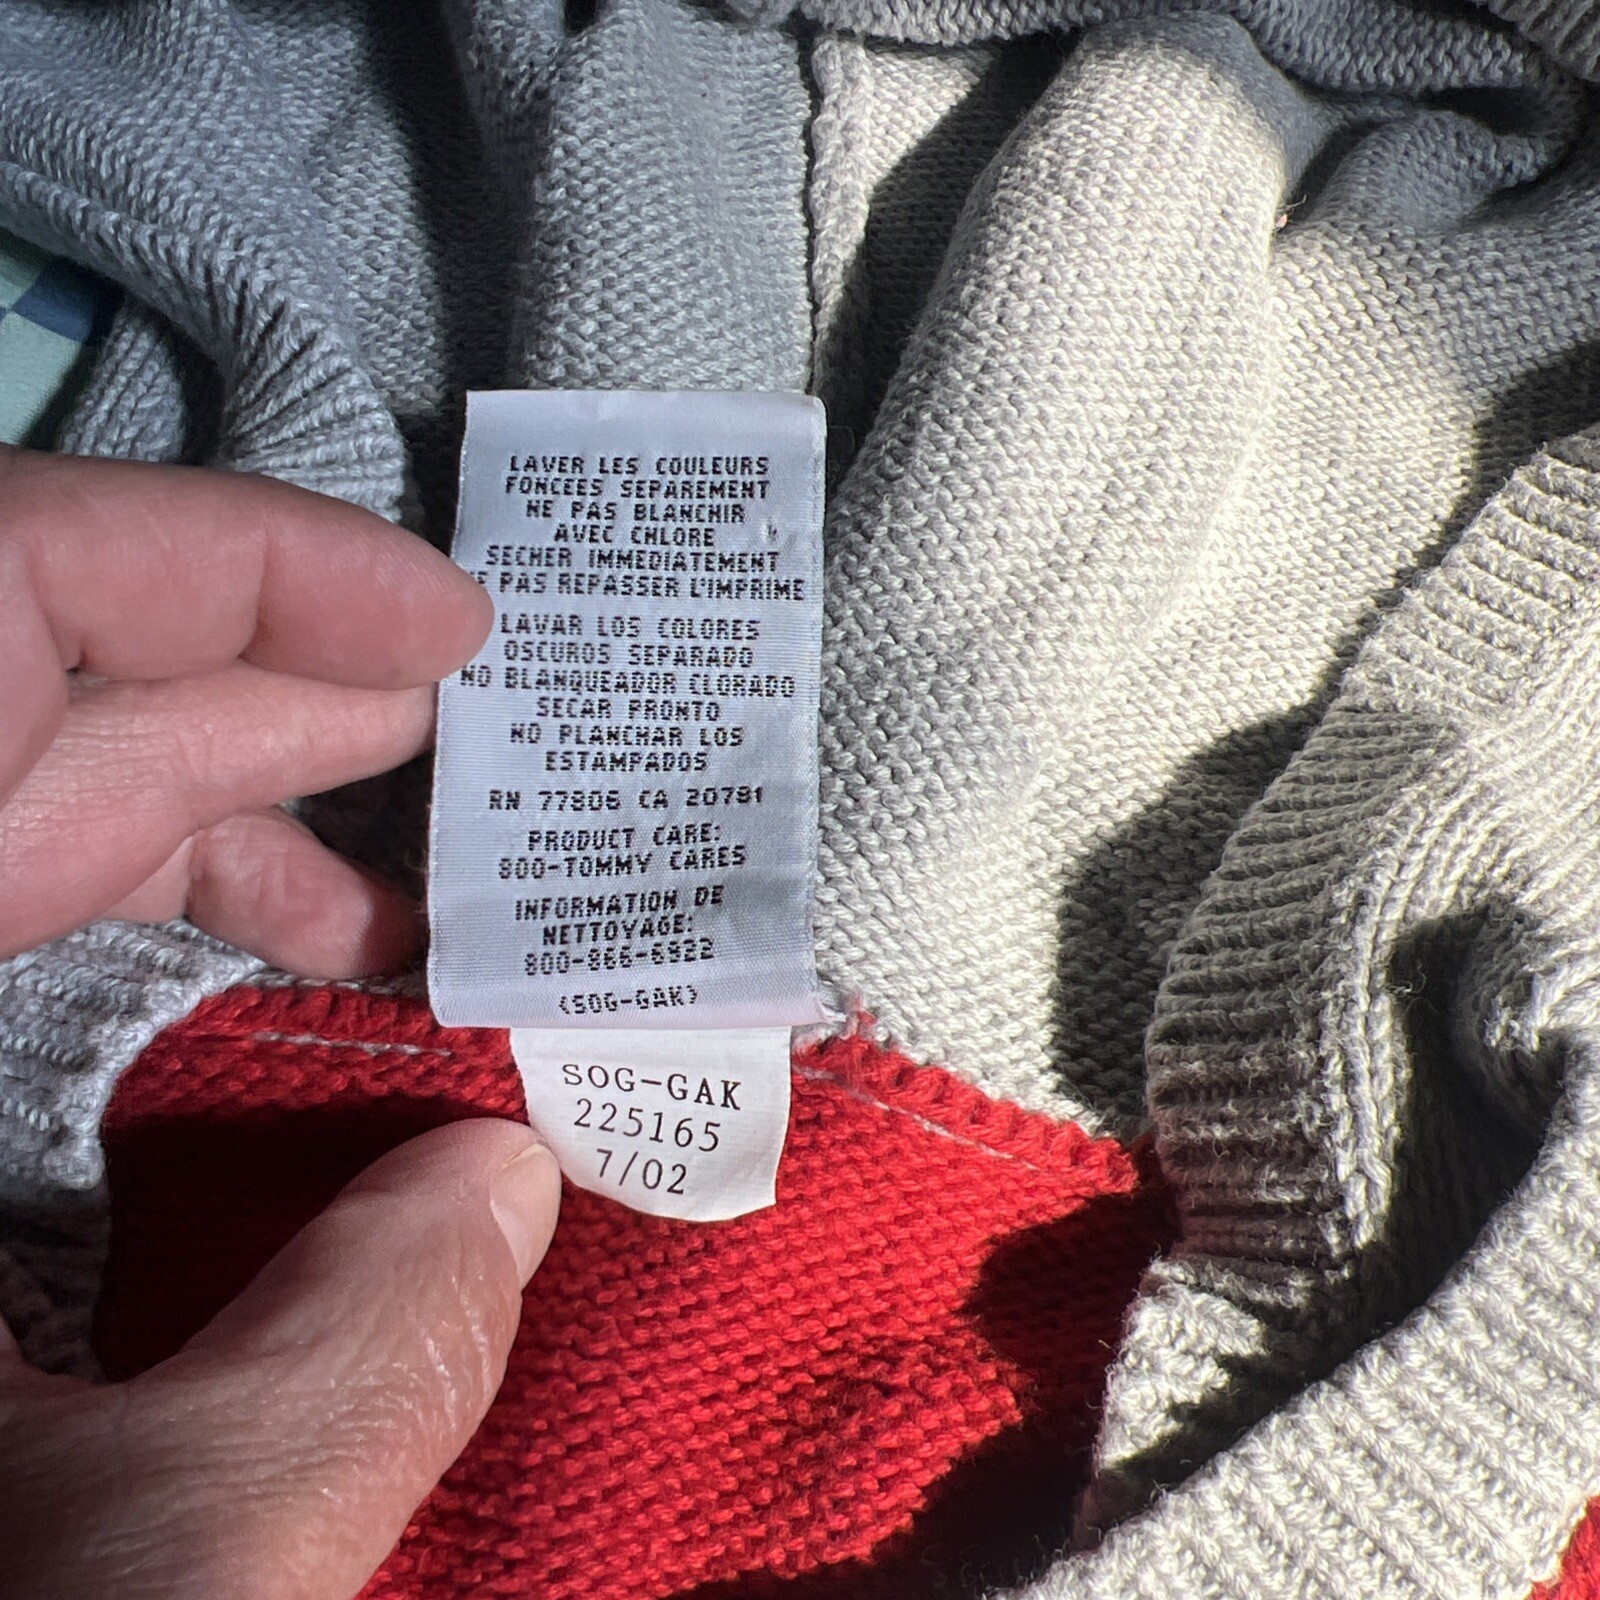 LAVER LES COULEURS
FONCEES SEPAREMENT
NE PAS BLANCHIR
AVEC CHLORE
SECHER IMMEDIATEMENT
E PAS REPASSER L'IMPRIME
LAVAR LOS COLORES
OSCUROS SEPARADO
NO BLANQUEADOR CLORADO
SECAR PRONTO
NO PLANCHAR LOS
ESTAMPADOS
RN 77806 CA 20781
PRODUCT CARE:
800-TOMMY CARES
INFORMATION DE
NETTOYAGE:
800-866-6922
(SOG-GAK)
SOG-GAK
225165
7/02